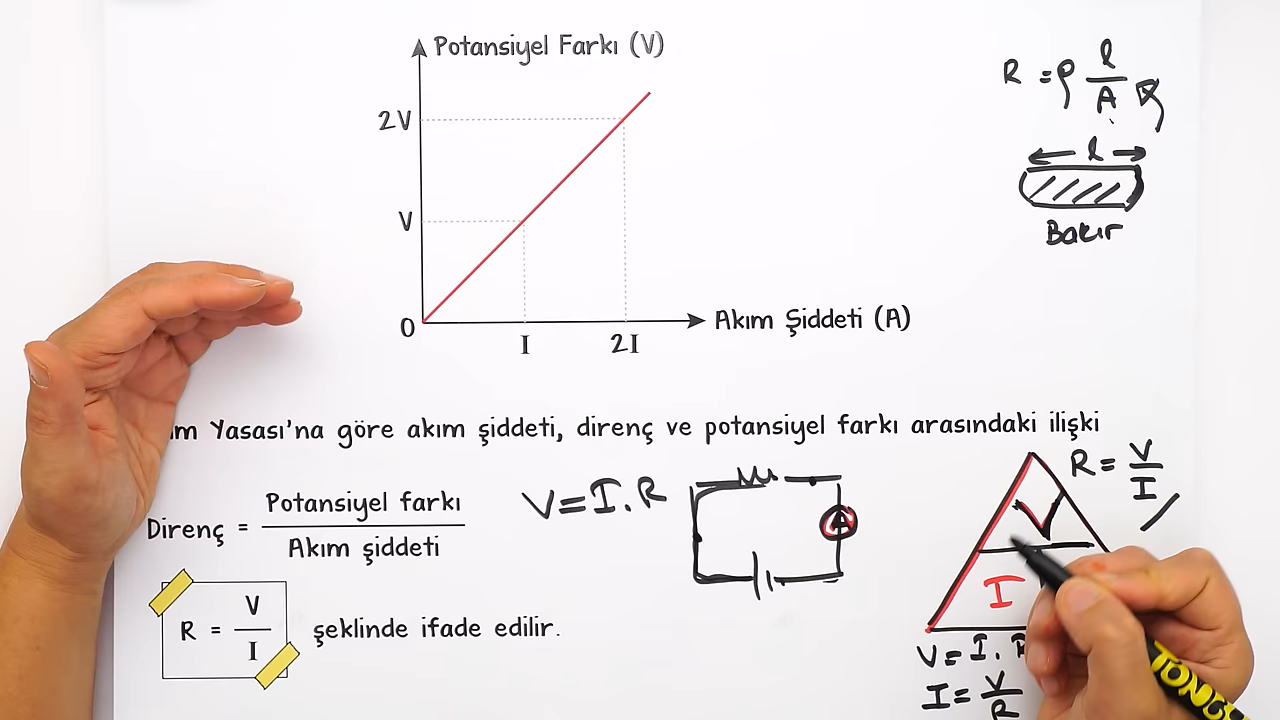 Potansiyel Farkı (V)
2V
V
0
I
2I
Akım Şiddeti (A)
R = ρ l / A
l
Bakır
Yasası'na göre akım şiddeti, direnç ve potansiyel farkı arasındaki ilişki
Direnç = Potansiyel farkı / Akım şiddeti
V = I . R
A
R = V / I
şeklinde ifade edilir.
R = V / I
V
I
V = I .
I = V / R